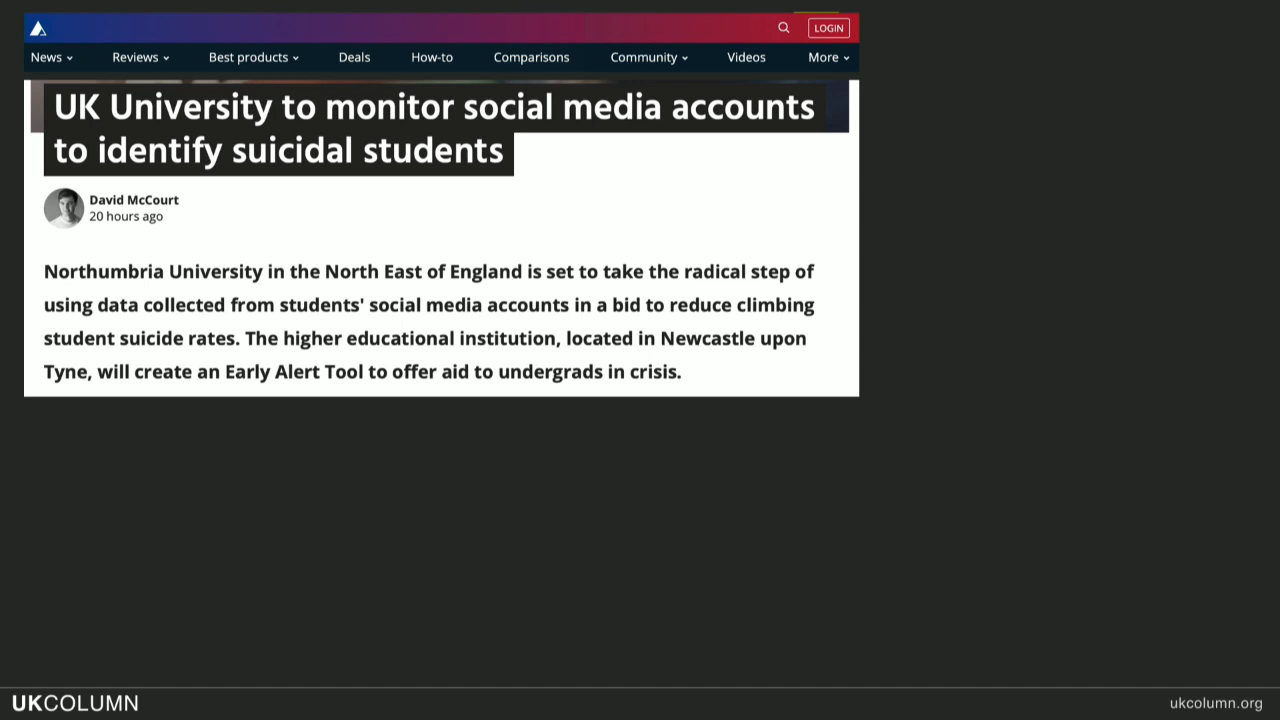 LOGIN
News Reviews Best products Deals How-to Comparisons Community Videos More
UK University to monitor social media accounts
to identify suicidal students
David McCourt
20 hours ago
Northumbria University in the North East of England is set to take the radical step of
using data collected from students' social media accounts in a bid to reduce climbing
student suicide rates. The higher educational institution, located in Newcastle upon
Tyne, will create an Early Alert Tool to offer aid to undergrads in crisis.
UKCOLUMN
ukcolumn.org